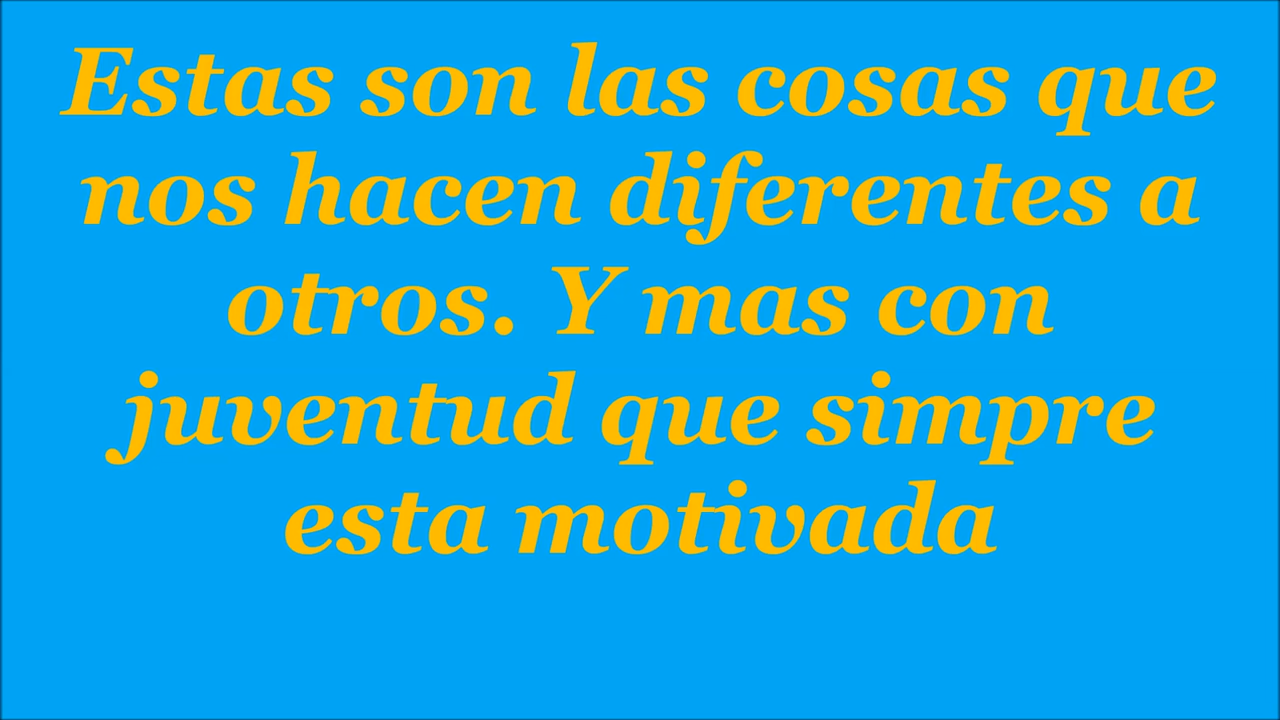 Estas son las cosas que
nos hacen diferentes a
otros. Y mas con
juventud que simpre
esta motivada